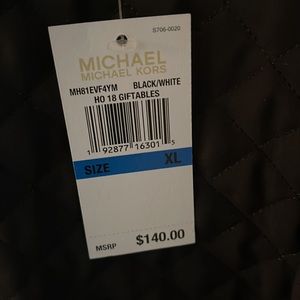 S706-0020
MICHAEL
MICHAEL KORS
MH81EVF4YM BLACK/WHITE
HO 18 GIFTABLES
1 92877 16301 5
SIZE XL
MSRP $140.00